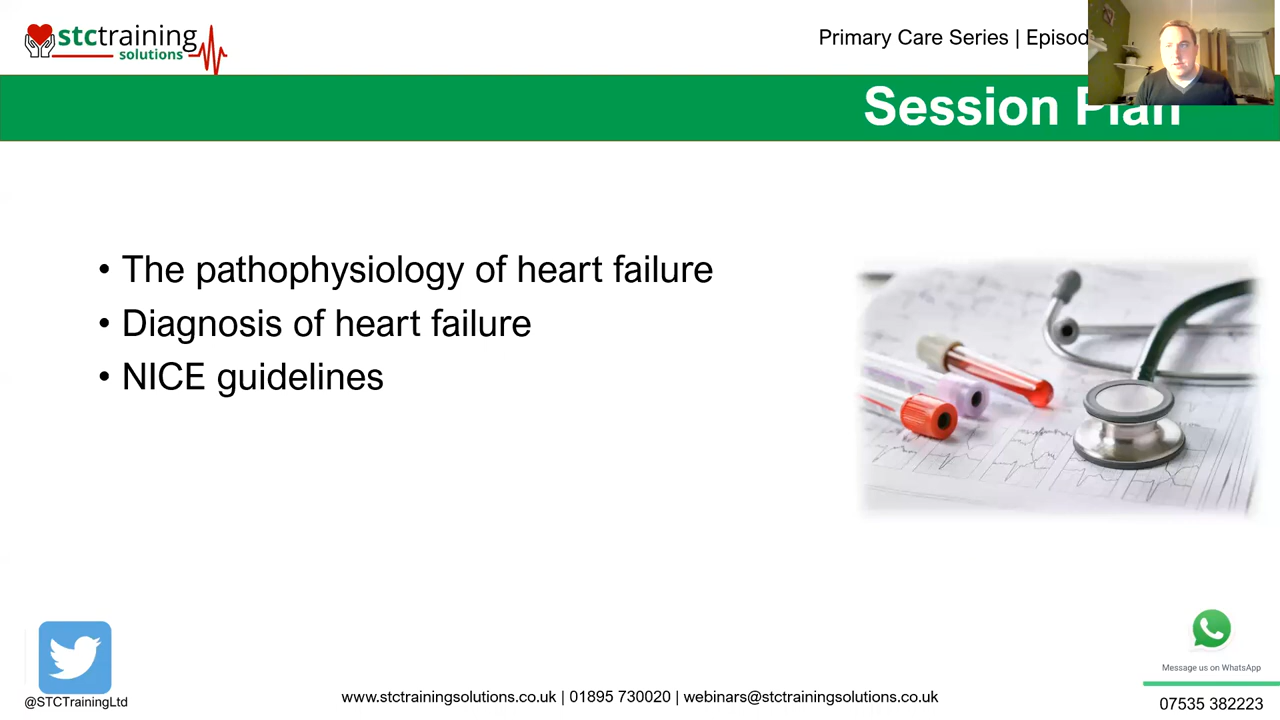 stctraining
solutions
Primary Care Series | Episod
Session Plan
• The pathophysiology of heart failure
• Diagnosis of heart failure
• NICE guidelines
Message us on WhatsApp
@STCTrainingLtd
www.stctrainingsolutions.co.uk | 01895 730020 | webinars@stctrainingsolutions.co.uk
07535 382223